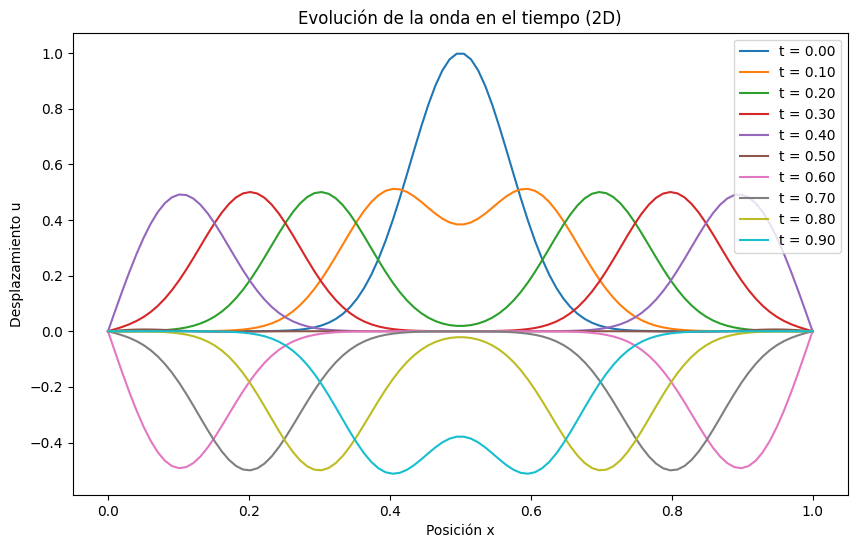 Evolución de la onda en el tiempo (2D)
t = 0.00
t = 0.10
t = 0.20
t = 0.30
t = 0.40
t = 0.50
t = 0.60
t = 0.70
t = 0.80
t = 0.90
Desplazamiento u
1.0
0.8
0.6
0.4
0.2
0.0
−0.2
−0.4
0.0 0.2 0.4 0.6 0.8 1.0
Posición x